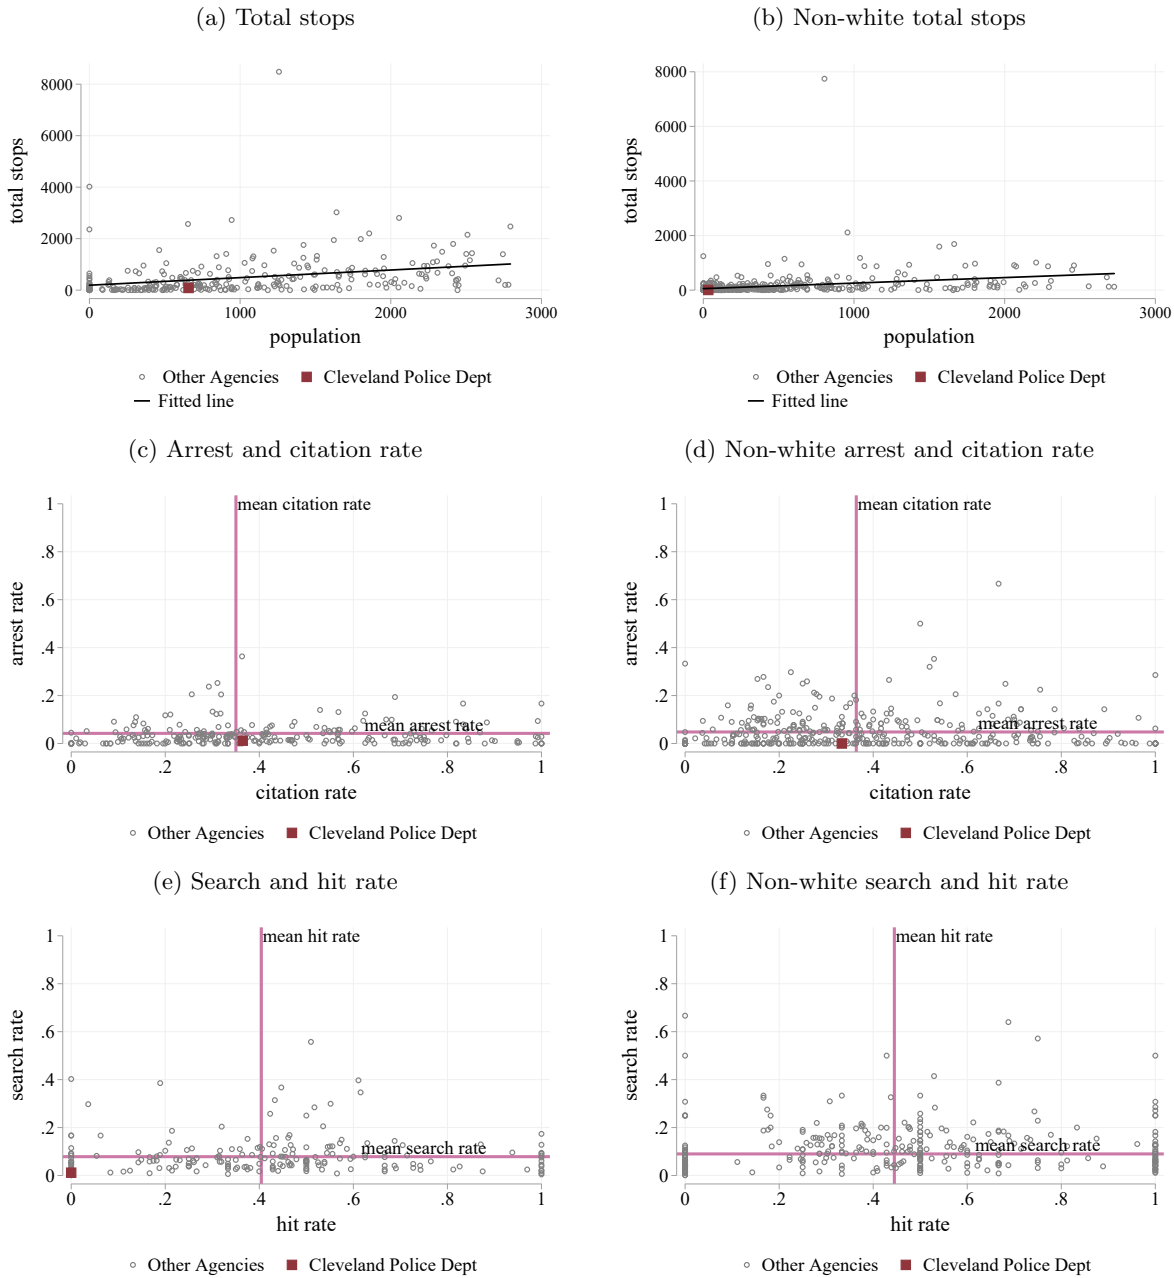 (a) Total stops
(b) Non-white total stops
total stops
8000
6000
4000
2000
0
0
1000
2000
3000
population
Other Agencies
Cleveland Police Dept
Fitted line
total stops
8000
6000
4000
2000
0
0
1000
2000
3000
population
Other Agencies
Cleveland Police Dept
Fitted line
(c) Arrest and citation rate
(d) Non-white arrest and citation rate
arrest rate
1
.8
.6
.4
.2
0
mean citation rate
mean arrest rate
0
.2
.4
.6
.8
1
citation rate
Other Agencies
Cleveland Police Dept
arrest rate
1
.8
.6
.4
.2
0
mean citation rate
mean arrest rate
0
.2
.4
.6
.8
1
citation rate
Other Agencies
Cleveland Police Dept
(e) Search and hit rate
(f) Non-white search and hit rate
search rate
1
.8
.6
.4
.2
0
mean hit rate
mean search rate
0
.2
.4
.6
.8
1
hit rate
Other Agencies
Cleveland Police Dept
search rate
1
.8
.6
.4
.2
0
mean hit rate
mean search rate
0
.2
.4
.6
.8
1
hit rate
Other Agencies
Cleveland Police Dept